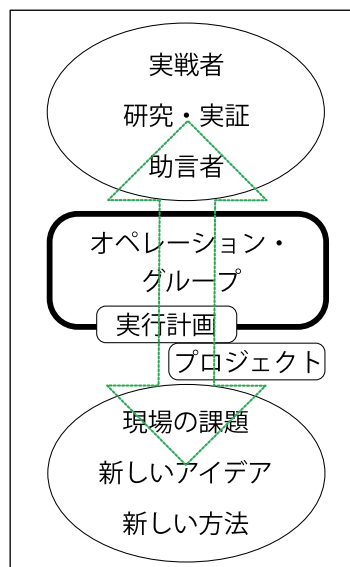 実戦者
研究・実証
助言者
オペレーション・
グループ
実行計画
プロジェクト
現場の課題
新しいアイデア
新しい方法